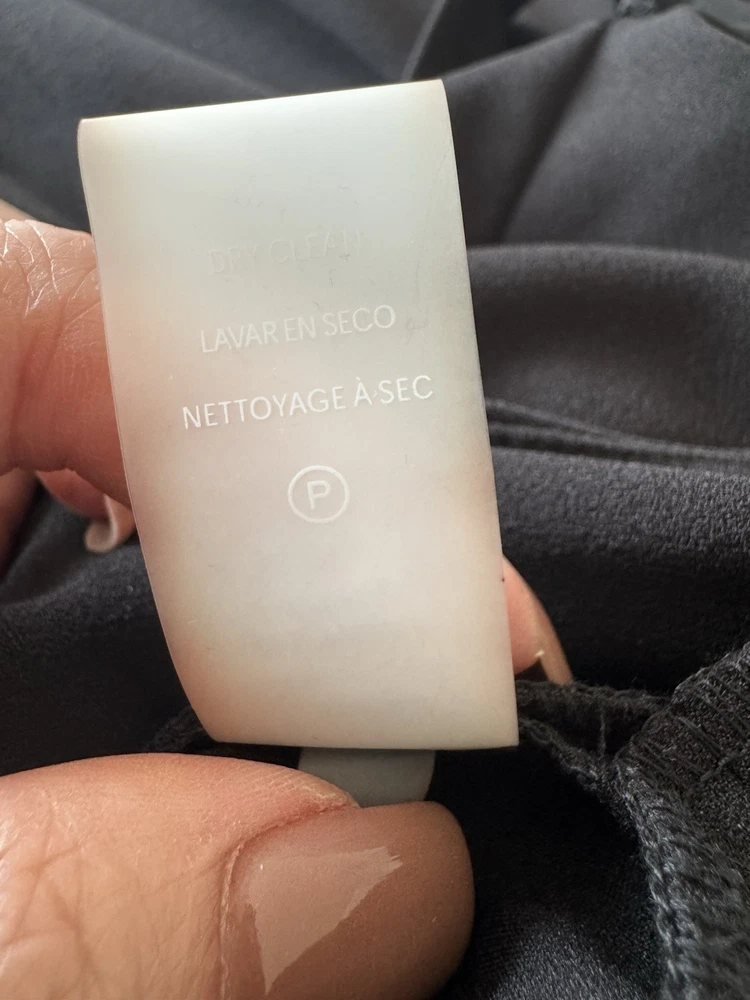 DRY CLEAN
LAVAR EN SECO
NETTOYAGE À SEC
P